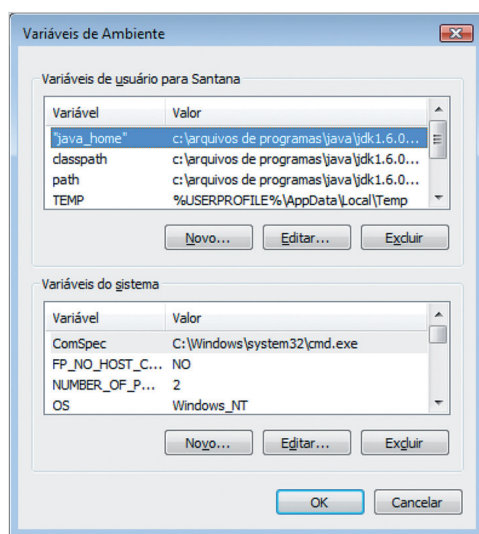 Variáveis de Ambiente
Variáveis de usuário para Santana
Variável Valor
"java_home" c:\arquivos de programas\java\jdk1.6.0...
classpath c:\arquivos de programas\java\jdk1.6.0...
path c:\arquivos de programas\java\jdk1.6.0...
TEMP %USERPROFILE%\AppData\Local\Temp
Novo... Editar... Excluir
Variáveis do sistema
Variável Valor
ComSpec C:\Windows\system32\cmd.exe
FP_NO_HOST_C... NO
NUMBER_OF_P... 2
OS Windows_NT
Novo... Editar... Excluir
OK Cancelar